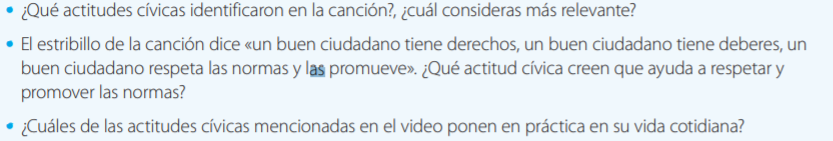 • ¿Qué actitudes cívicas identificaron en la canción?, ¿cuál consideras más relevante?
• El estribillo de la canción dice «un buen ciudadano tiene derechos, un buen ciudadano tiene deberes, un
buen ciudadano respeta las normas y las promueve». ¿Qué actitud cívica creen que ayuda a respetar y
promover las normas?
• ¿Cuáles de las actitudes cívicas mencionadas en el video ponen en práctica en su vida cotidiana?